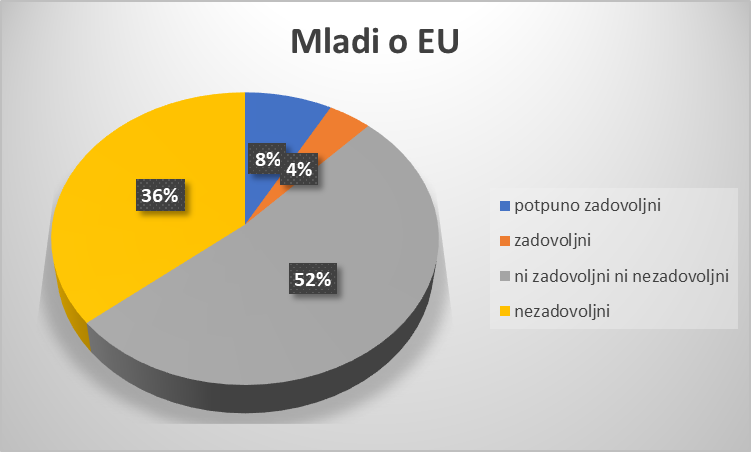 Mladi o EU
8%
4%
36%
52%
potpuno zadovoljni
zadovoljni
ni zadovoljni ni nezadovoljni
nezadovoljni